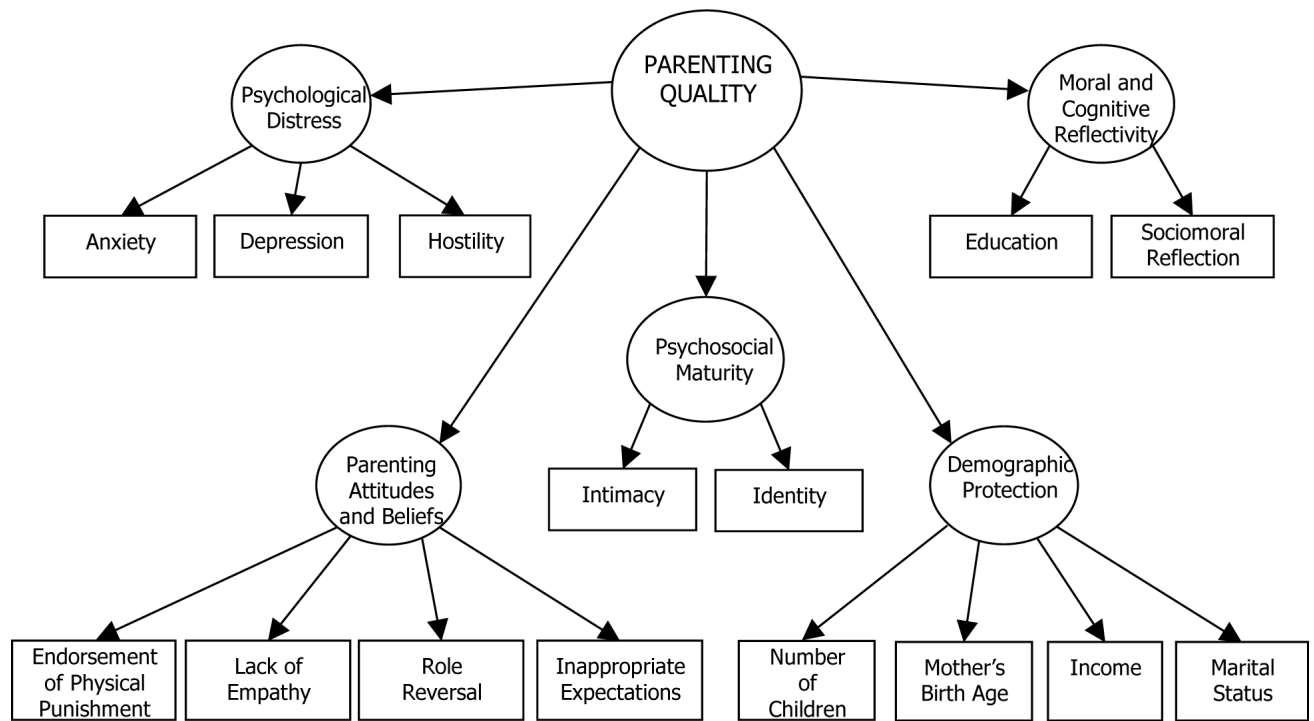 PARENTING
QUALITY
Psychological
Distress
Moral and
Cognitive
Reflectivity
Anxiety
Depression
Hostility
Education
Sociomoral
Reflection
Psychosocial
Maturity
Parenting
Attitudes
and Beliefs
Intimacy
Identity
Demographic
Protection
Endorsement
of Physical
Punishment
Lack of
Empathy
Role
Reversal
Inappropriate
Expectations
Number
of
Children
Mother's
Birth Age
Income
Marital
Status